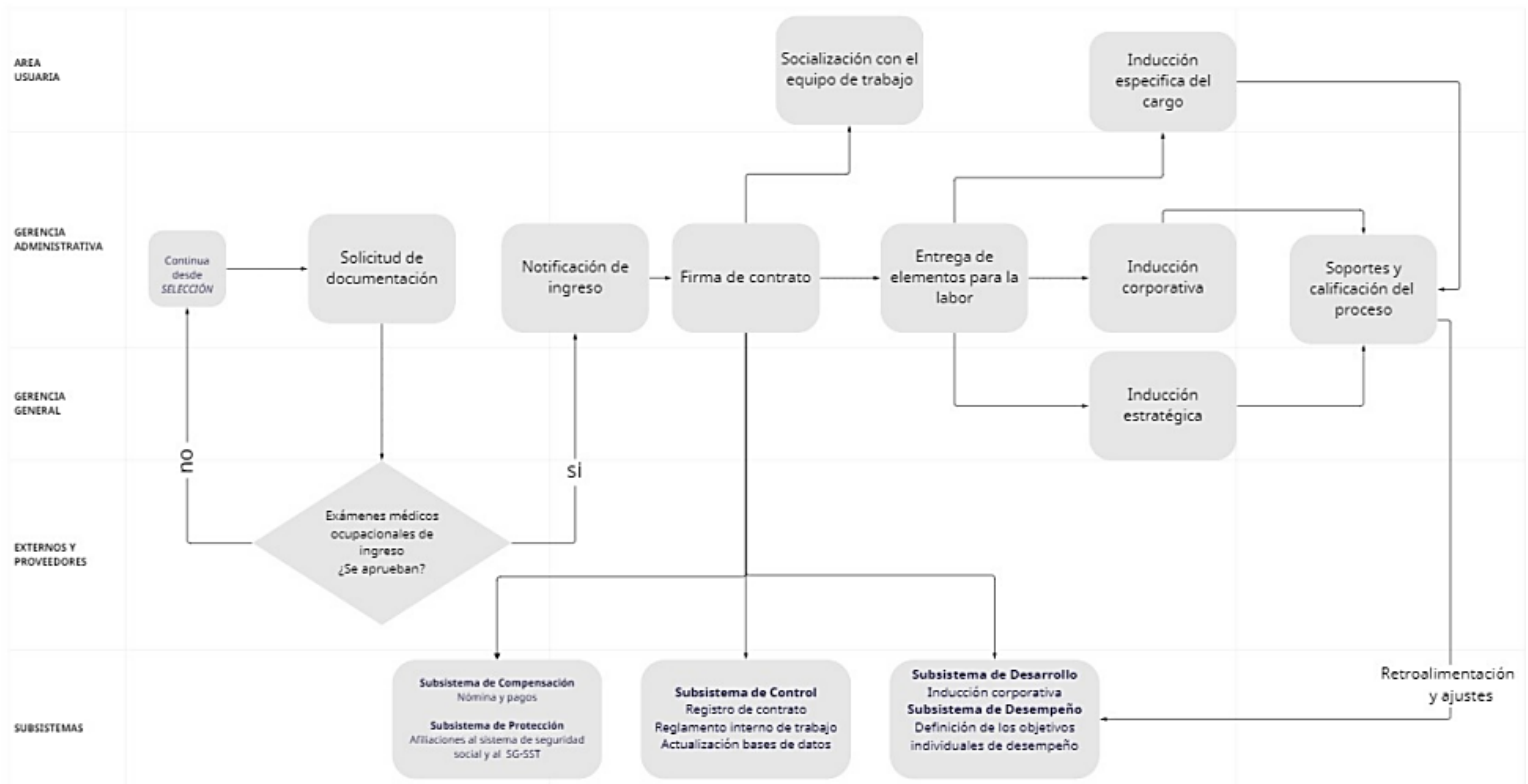 AREA
USUARIA
Socialización con el
equipo de trabajo
Inducción
especifica del
cargo
GERENCIA
ADMINISTRATIVA
Continua
desde
SELECCIÓN
Solicitud de
documentación
Notificación de
ingreso
Firma de contrato
Entrega de
elementos para la
labor
Inducción
corporativa
Soportes y
calificación del
proceso
GERENCIA
GENERAL
Inducción
estratégica
no
si
EXTERNOS Y
PROVEEDORES
Exámenes médicos
ocupacionales de
ingreso
¿Se aprueban?
SUBSISTEMAS
Subsistema de Compensación
Nómina y pagos
Subsistema de Protección
Afiliaciones al sistema de seguridad
social y al SG-SST
Subsistema de Control
Registro de contrato
Reglamento interno de trabajo
Actualización bases de datos
Subsistema de Desarrollo
Inducción corporativa
Subsistema de Desempeño
Definición de los objetivos
individuales de desempeño
Retroalimentación
y ajustes